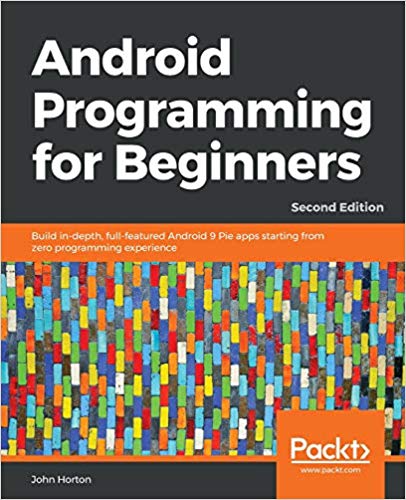 Android
Programming
for Beginners
Second Edition
Build in-depth, full-featured Android 9 Pie apps starting from
zero programming experience
Packt>
www.packt.com
John Horton